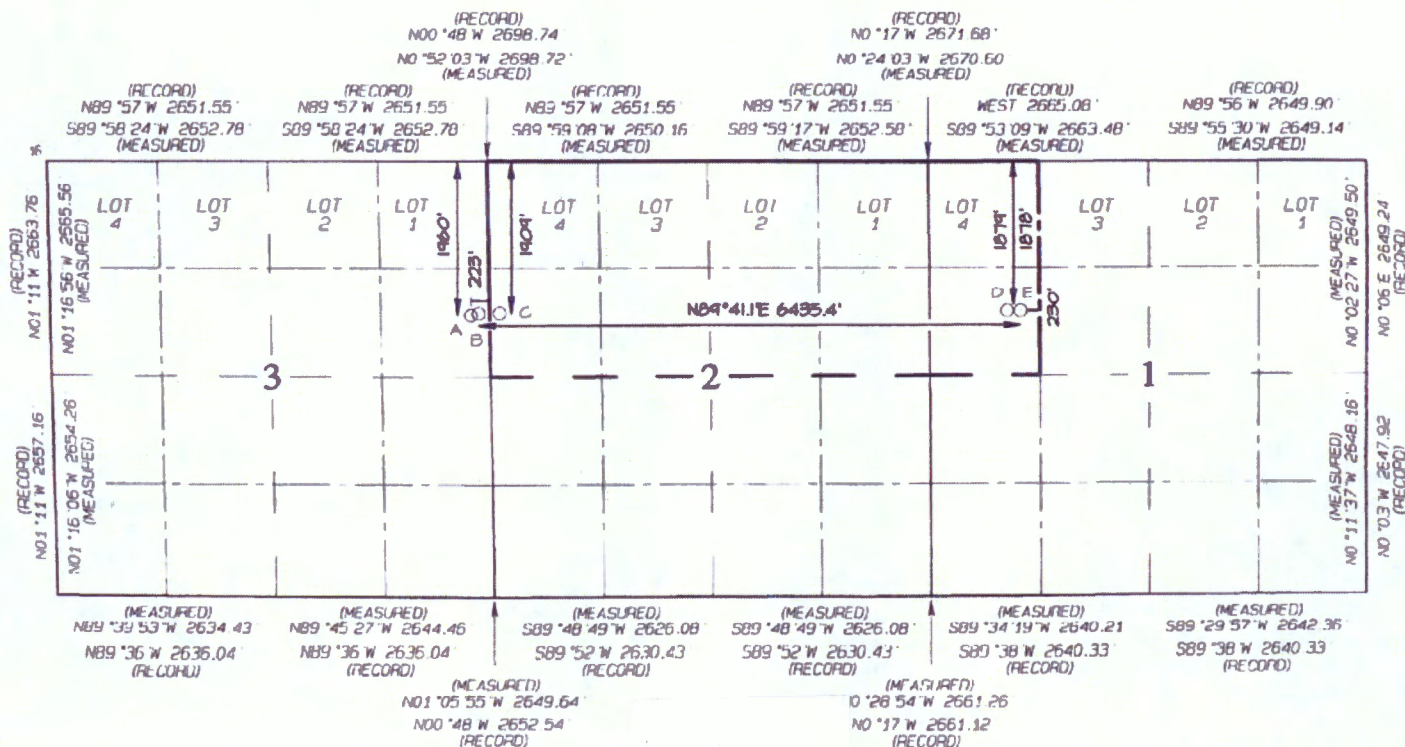 (RECORD)
N00 °48 W 2698.74'
N0 °52'03"W 2698.72'
(MEASURED)
(RECORD)
N0 °17'W 2671.68'
N0 °24'03"W 2670.60
(MEASURED)
(RECORD)
N89 °57'W 2651.55'
S89 °58'24"W 2652.78'
(MEASURED)
(RECORD)
N89 °57'W 2651.55
S89 °58'24"W 2652.78'
(MEASURED)
(RECORD)
N89 °57'W 2651.55'
S89 °59'08"W 2650.16
(MEASURED)
(RECORD)
N89 °57'W 2651.55'
S89 °59'17"W 2652.58'
(MEASURED)
(RECORD)
WEST 2665.08'
S89 °53'09"W 2663.48'
(MEASURED)
(RECORD)
N89 °56'W 2649.90'
S89 °55'30"W 2649.14'
(MEASURED)
(RECORD)
N01 °11'W 2663.76
N01 °16'56"W 2665.56
(MEASURED)
LOT
4
LOT
3
LOT
2
LOT
1
LOT
4
LOT
3
LOT
2
LOT
1
LOT
4
LOT
3
LOT
2
LOT
1
1960'
223'
1909'
1879'
1878'
230'
A
B
C
D
E
N89°41.1'E 6435.4'
3
2
1
(MEASURED)
N0 °02'27"W 2649.50'
N0 °06 E 2649.24
(RECORD)
(RECORD)
N01 °11'W 2657.16
N01 °16'06"W 2654.26
(MEASURED)
(MEASURED)
N0 °11'37"W 2648.16'
N0 °03 W 2647.92
(RECORD)
(MEASURED)
N89 °39'53"W 2634.43'
N89 °36 W 2636.04'
(RECORD)
(MEASURED)
N89 °45'27"W 2644.46
N89 °36 W 2636.04'
(RECORD)
(MEASURED)
S89 °48'49"W 2626.08'
S89 °52'W 2630.43'
(RECORD)
(MEASURED)
S89 °48'49"W 2626.08'
S89 °52'W 2630.43'
(RECORD)
(MEASURED)
S89 °34'19"W 2640.21
S89 °38 W 2640.33'
(RECORD)
(MEASURED)
S89 °29'57"W 2642.36
S89 °38 W 2640.33
(RECORD)
(MEASURED)
N01 °05'55"W 2649.64'
N00 °48 W 2652.54'
(RECORD)
(MEASURED)
0 °28'54"W 2661.26
N0 °17'W 2661.12'
(RECORD)